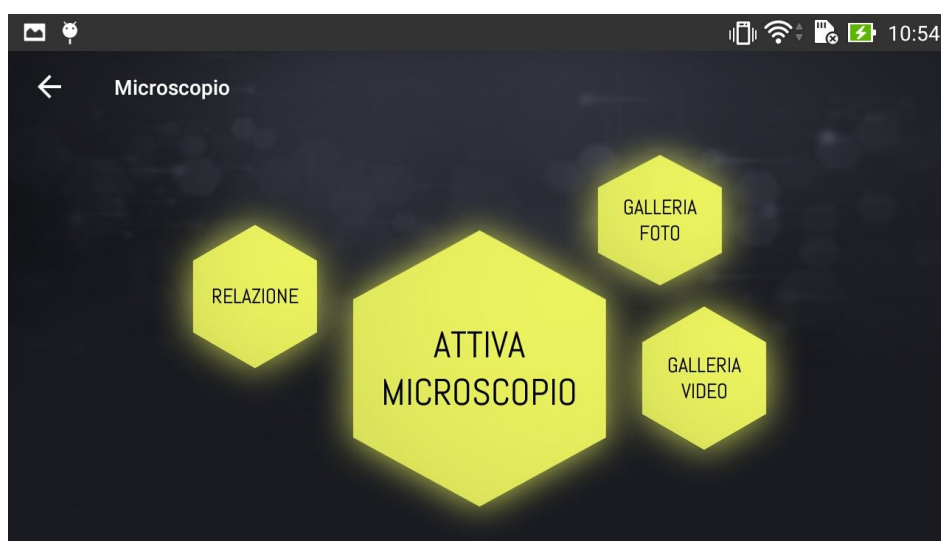 10:54
Microscopio
GALLERIA
FOTO
RELAZIONE
ATTIVA
MICROSCOPIO
GALLERIA
VIDEO